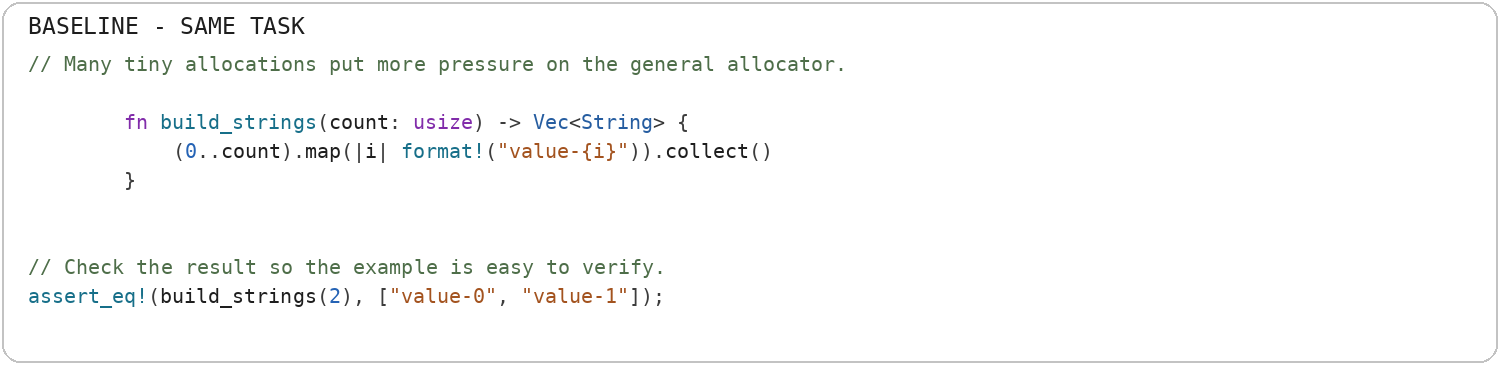 BASELINE - SAME TASK
// Many tiny allocations put more pressure on the general allocator.
fn build_strings(count: usize) -> Vec<String> {
(0..count).map(|i| format!("value-{i}")).collect()
}
// Check the result so the example is easy to verify.
assert_eq!(build_strings(2), ["value-0", "value-1"]);